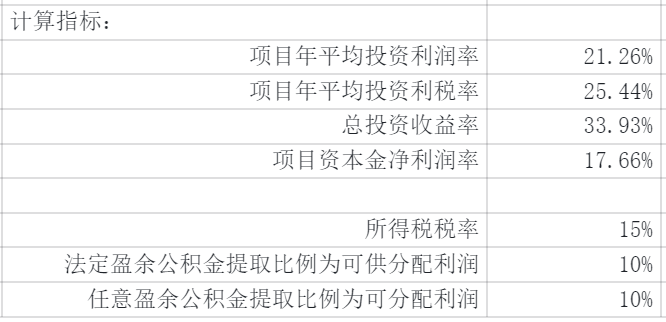 计算指标：
项目年平均投资利润率 21.26%
项目年平均投资利税率 25.44%
总投资收益率 33.93%
项目资本金净利润率 17.66%
所得税税率 15%
法定盈余公积金提取比例为可供分配利润 10%
任意盈余公积金提取比例为可分配利润 10%